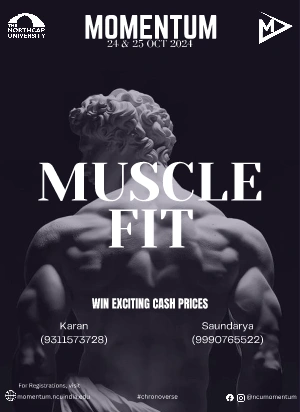 THE
NORTHCAP
UNIVERSITY
MOMENTUM
24 & 25 OCT 2024
M
MUSCLE
FIT
WIN EXCITING CASH PRICES
Karan
(9311573728)
Saundarya
(9990765522)
For Registrations, visit
momentum.ncuindia.edu
#chronoverse
@ncumomentum